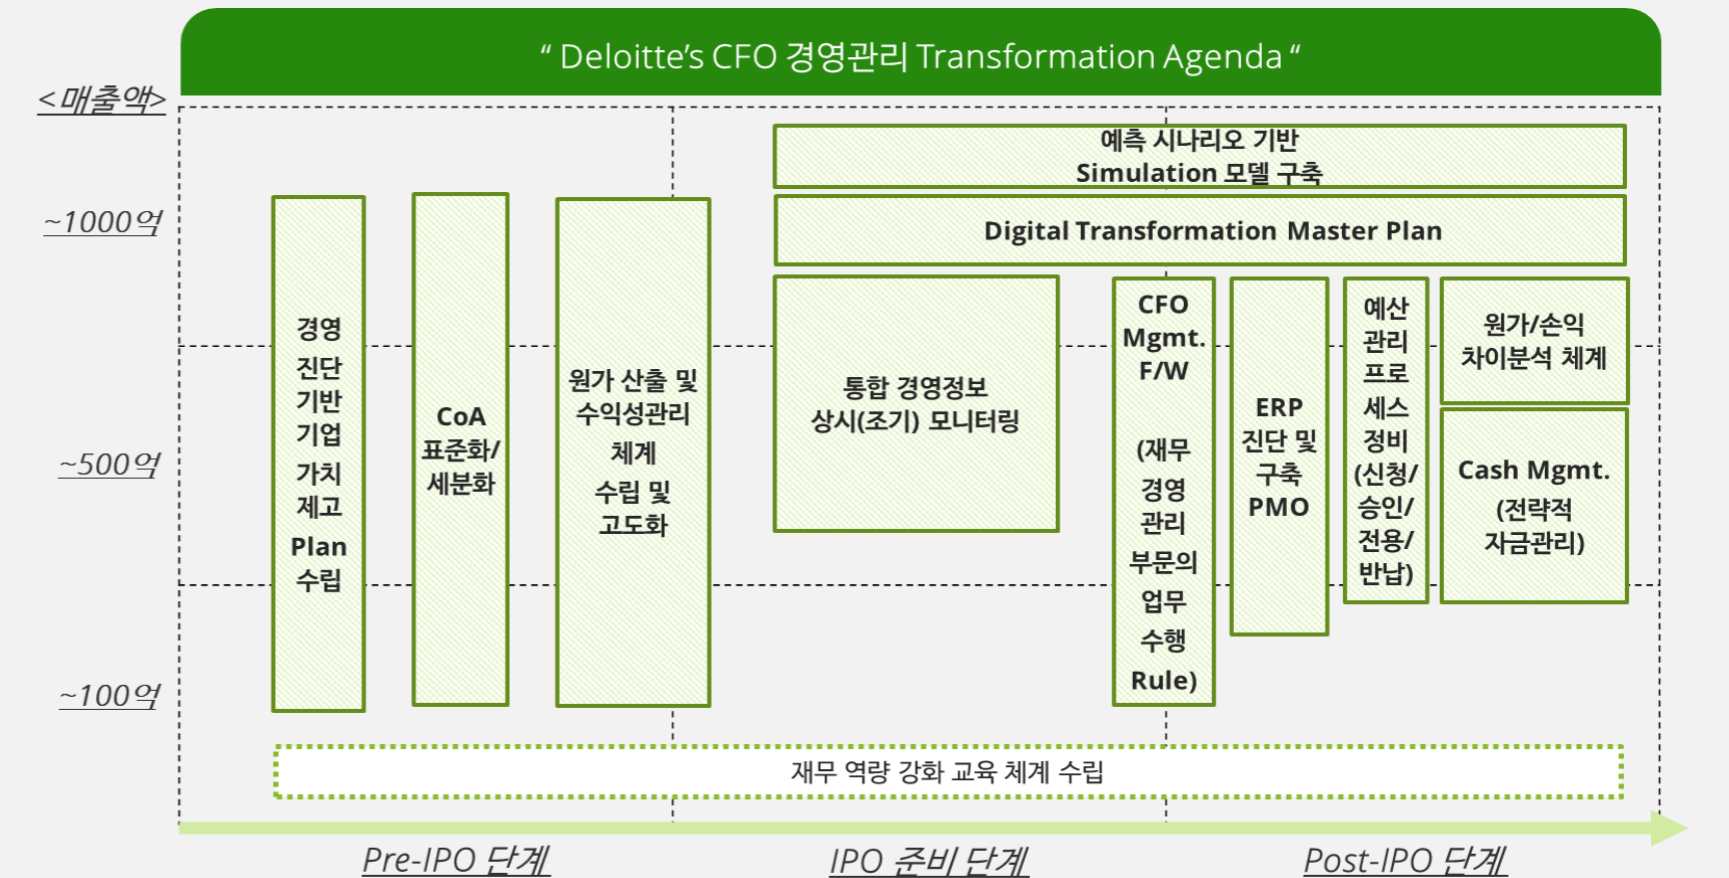 “ Deloitte’s CFO 경영관리 Transformation Agenda “
<매출액>
~1000억
~500억
~100억
예측 시나리오 기반
Simulation 모델 구축
Digital Transformation Master Plan
경영
진단
기반
기업
가치
제고
Plan
수립
CoA
표준화/
세분화
원가 산출 및
수익성관리
체계
수립 및
고도화
통합 경영정보
상시(조기) 모니터링
CFO
Mgmt.
F/W
(재무
경영
관리
부문의
업무
수행
Rule)
ERP
진단 및
구축
PMO
예산
관리
프로
세스
정비
(신청/
승인/
전용/
반납)
원가/손익
차이분석 체계
Cash Mgmt.
(전략적
자금관리)
재무 역량 강화 교육 체계 수립
Pre-IPO 단계
IPO 준비 단계
Post-IPO 단계